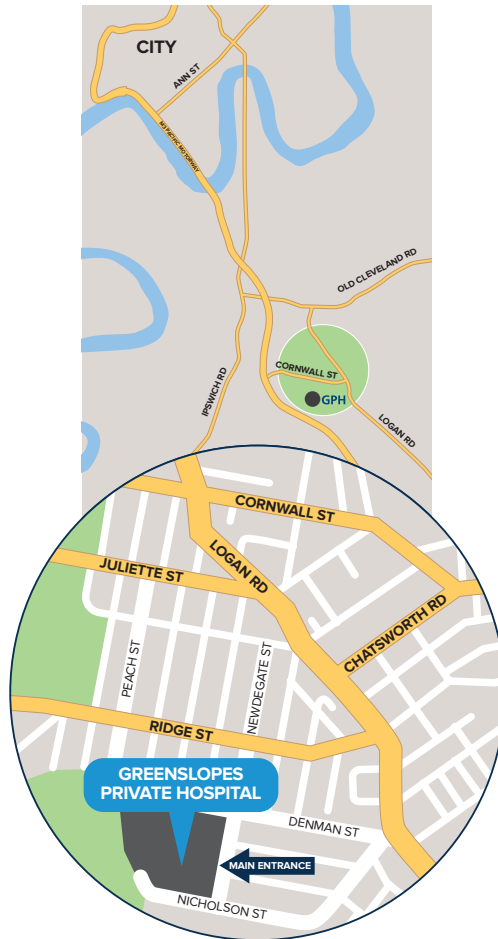 CITY
ANN ST
M3 PACIFIC MOTORWAY
OLD CLEVELAND RD
CORNWALL ST
GPH
IPSWICH RD
LOGAN RD
CORNWALL ST
LOGAN RD
JULIETTE ST
CHATSWORTH RD
PEACH ST
NEWDEGATE ST
RIDGE ST
GREENSLOPES
PRIVATE HOSPITAL
DENMAN ST
MAIN ENTRANCE
NICHOLSON ST